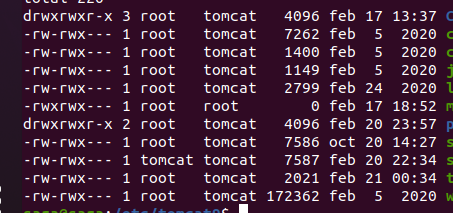 total 220
drwxrwxr-x 3 root tomcat 4096 feb 17 13:37 C
-rw-rwx--- 1 root tomcat 7262 feb 5 2020 c
-rw-rwx--- 1 root tomcat 1400 feb 5 2020 c
-rw-rwx--- 1 root tomcat 1149 feb 5 2020 j
-rw-rwx--- 1 root tomcat 2799 feb 24 2020 l
-rw-rwx--- 1 root root 0 feb 17 18:52 m
drwxrwxr-x 2 root tomcat 4096 feb 20 23:57 p
-rw-rwx--- 1 root tomcat 7586 oct 20 14:27 s
-rw-rwx--- 1 tomcat tomcat 7587 feb 20 22:34 s
-rw-rwx--- 1 root tomcat 2021 feb 21 00:34 t
-rw-rwx--- 1 root tomcat 172362 feb 5 2020 w
:/etc/tomcat9$